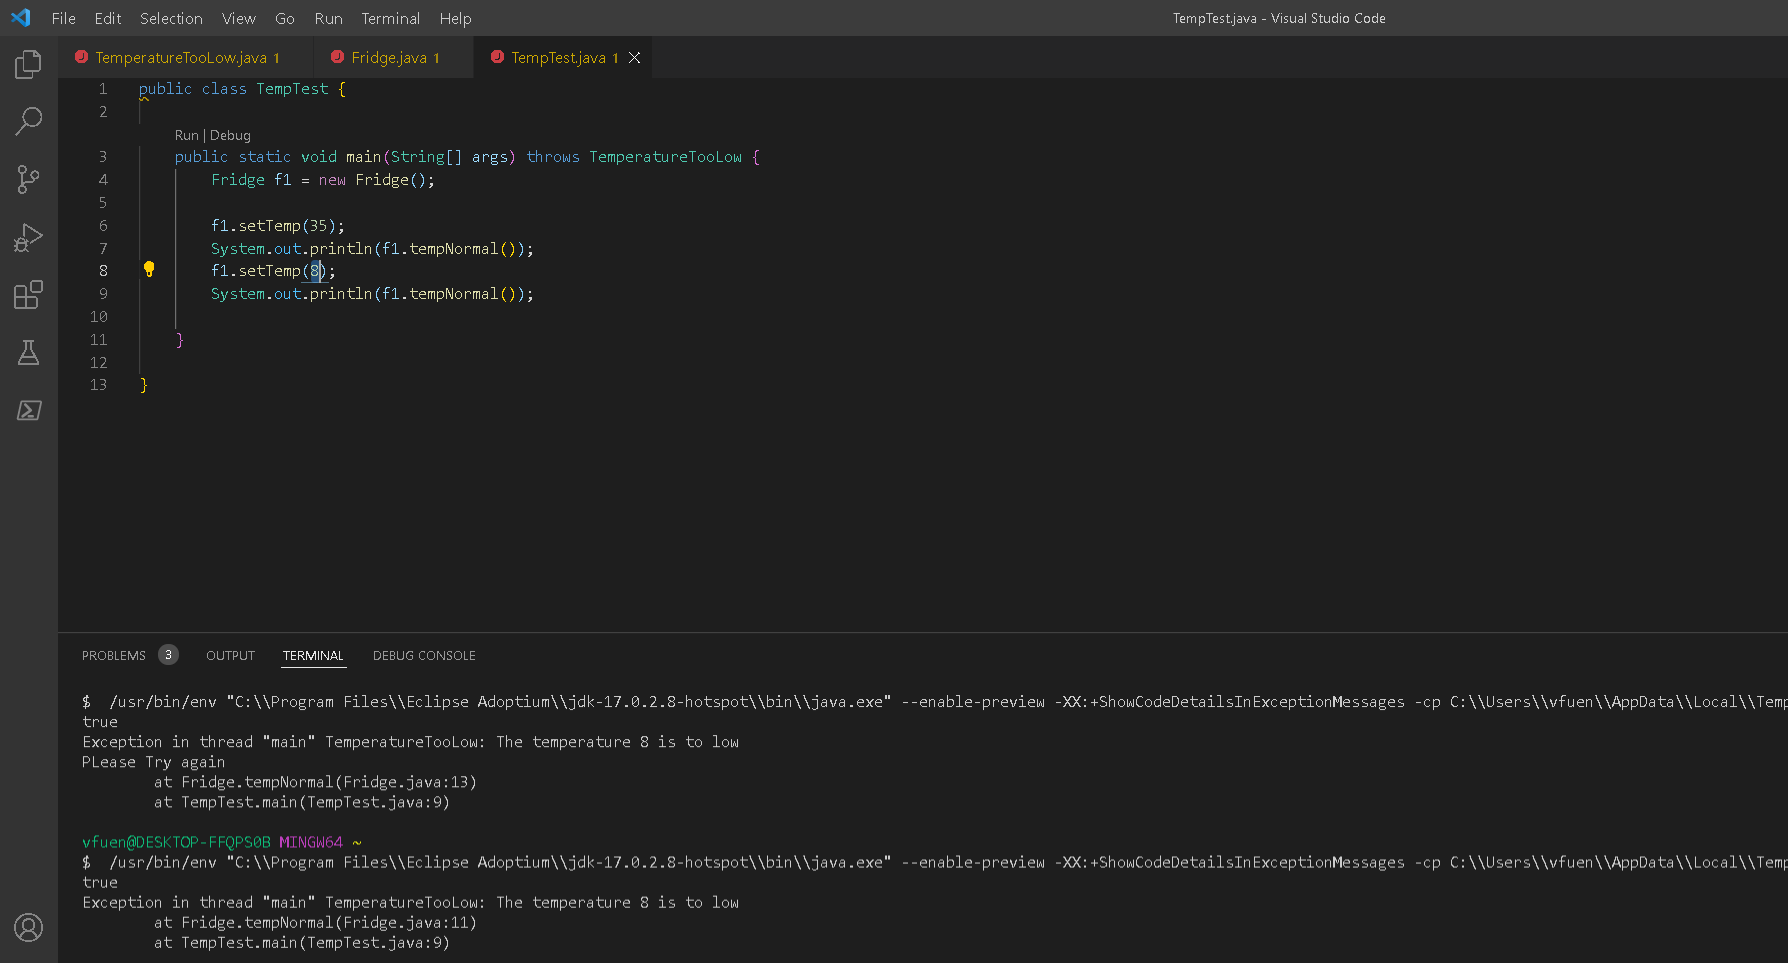 File Edit Selection View Go Run Terminal Help TempTest.java - Visual Studio Code
TemperatureTooLow.java 1 Fridge.java 1 TempTest.java 1
1 public class TempTest {
2
Run | Debug
3 public static void main(String[] args) throws TemperatureTooLow {
4 Fridge f1 = new Fridge();
5
6 f1.setTemp(35);
7 System.out.println(f1.tempNormal());
8 f1.setTemp(8);
9 System.out.println(f1.tempNormal());
10
11 }
12
13 }
PROBLEMS 3 OUTPUT TERMINAL DEBUG CONSOLE
$ /usr/bin/env "C:\\Program Files\\Eclipse Adoptium\\jdk-17.0.2.8-hotspot\\bin\\java.exe" --enable-preview -XX:+ShowCodeDetailsInExceptionMessages -cp C:\\Users\\vfuen\\AppData\\Local\\Temp
true
Exception in thread "main" TemperatureTooLow: The temperature 8 is to low
PLease Try again
at Fridge.tempNormal(Fridge.java:13)
at TempTest.main(TempTest.java:9)
vfuen@DESKTOP-FFQPS0B MINGW64 ~
$ /usr/bin/env "C:\\Program Files\\Eclipse Adoptium\\jdk-17.0.2.8-hotspot\\bin\\java.exe" --enable-preview -XX:+ShowCodeDetailsInExceptionMessages -cp C:\\Users\\vfuen\\AppData\\Local\\Temp
true
Exception in thread "main" TemperatureTooLow: The temperature 8 is to low
at Fridge.tempNormal(Fridge.java:11)
at TempTest.main(TempTest.java:9)